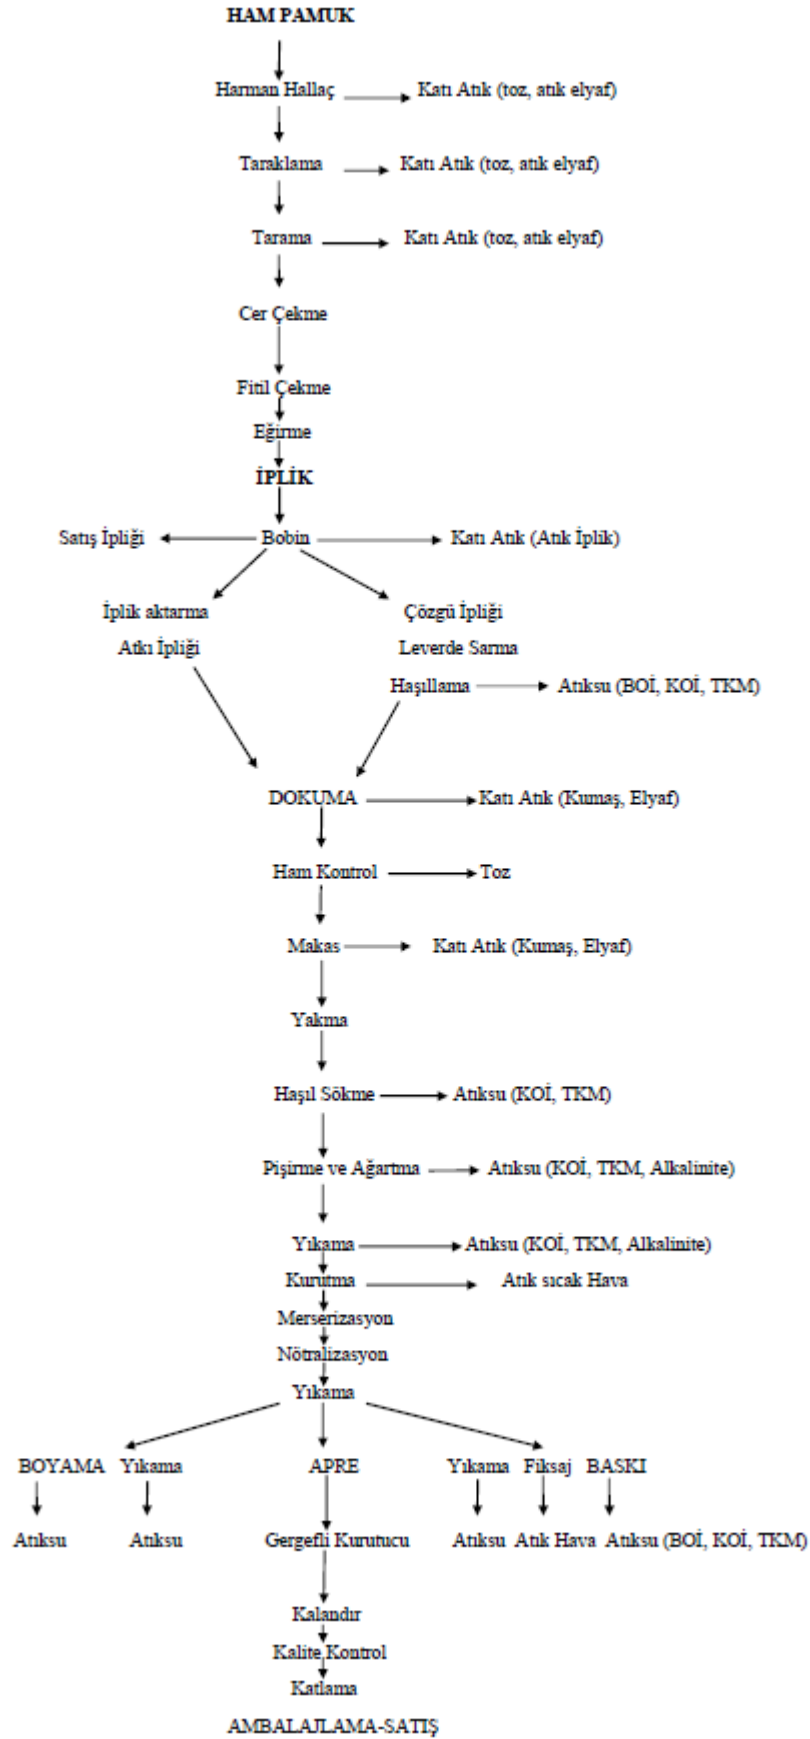 HAM PAMUK
Harman Hallaç Katı Atık (toz, atık elyaf)
Taraklama Katı Atık (toz, atık elyaf)
Tarama Katı Atık (toz, atık elyaf)
Cer Çekme
Fitil Çekme
Eğirme
İPLİK
Satış İpliği Bobin Katı Atık (Atık İplik)
İplik aktarma Çözgü İpliği
Atkı İpliği Leverde Sarma
Haşıllama Atıksu (BOİ, KOİ, TKM)
DOKUMA Katı Atık (Kumaş, Elyaf)
Ham Kontrol Toz
Makas Katı Atık (Kumaş, Elyaf)
Yakma
Haşıl Sökme Atıksu (KOİ, TKM)
Pişirme ve Ağartma Atıksu (KOİ, TKM, Alkalinite)
Yıkama Atıksu (KOİ, TKM, Alkalinite)
Kurutma Atık sıcak Hava
Merserizasyon
Nötralizasyon
Yıkama
BOYAMA Yıkama APRE Yıkama Fiksaj BASKI
Atıksu Atıksu Gergefli Kurutucu Atıksu Atık Hava Atıksu (BOİ, KOİ, TKM)
Kalandır
Kalite Kontrol
Katlama
AMBALAJLAMA-SATIŞ